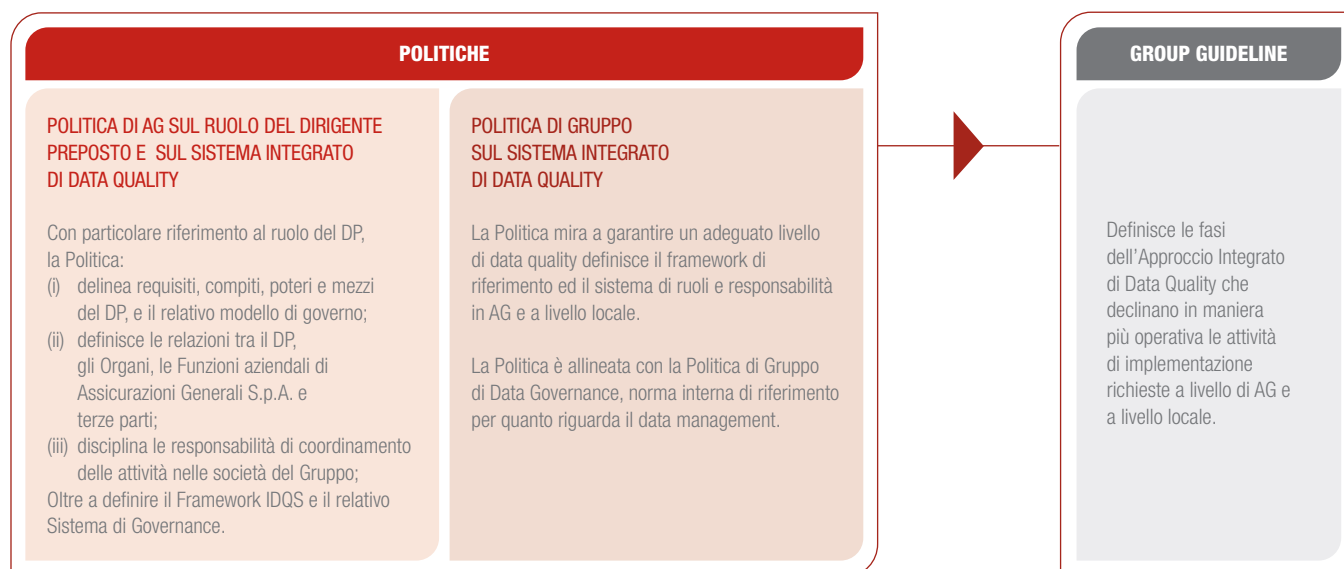 POLITICHE
POLITICA DI AG SUL RUOLO DEL DIRIGENTE
PREPOSTO E SUL SISTEMA INTEGRATO
DI DATA QUALITY
Con particolare riferimento al ruolo del DP,
la Politica:
(i) delinea requisiti, compiti, poteri e mezzi
del DP, e il relativo modello di governo;
(ii) definisce le relazioni tra il DP,
gli Organi, le Funzioni aziendali di
Assicurazioni Generali S.p.A. e
terze parti;
(iii) disciplina le responsabilità di coordinamento
delle attività nelle società del Gruppo;
Oltre a definire il Framework IDQS e il relativo
Sistema di Governance.
POLITICA DI GRUPPO
SUL SISTEMA INTEGRATO
DI DATA QUALITY
La Politica mira a garantire un adeguato livello
di data quality definisce il framework di
riferimento ed il sistema di ruoli e responsabilità
in AG e a livello locale.
La Politica è allineata con la Politica di Gruppo
di Data Governance, norma interna di riferimento
per quanto riguarda il data management.
GROUP GUIDELINE
Definisce le fasi
dell'Approccio Integrato
di Data Quality che
declinano in maniera
più operativa le attività
di implementazione
richieste a livello di AG e
a livello locale.